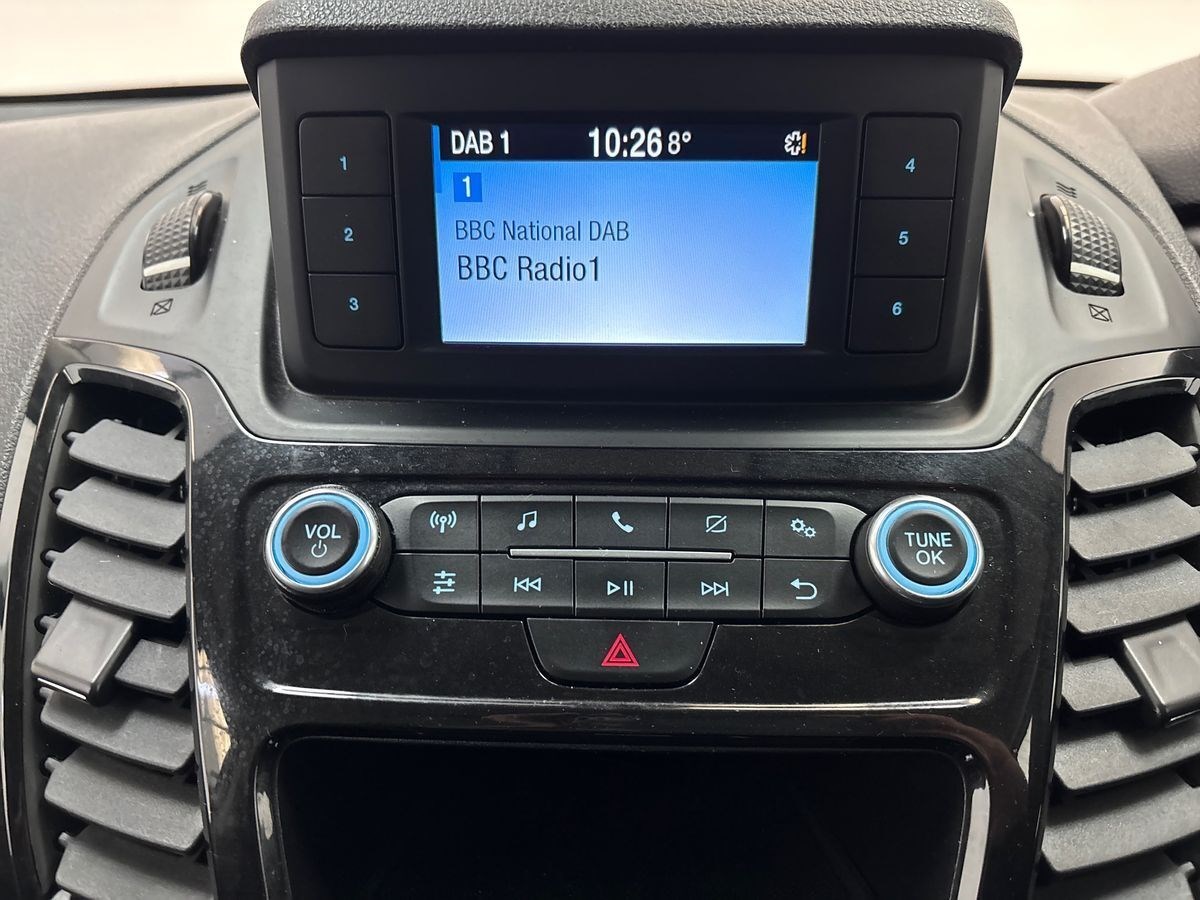 DAB 1 10:26 8°
1
BBC National DAB
BBC Radio1
1
2
3
4
5
6
VOL
TUNE
OK